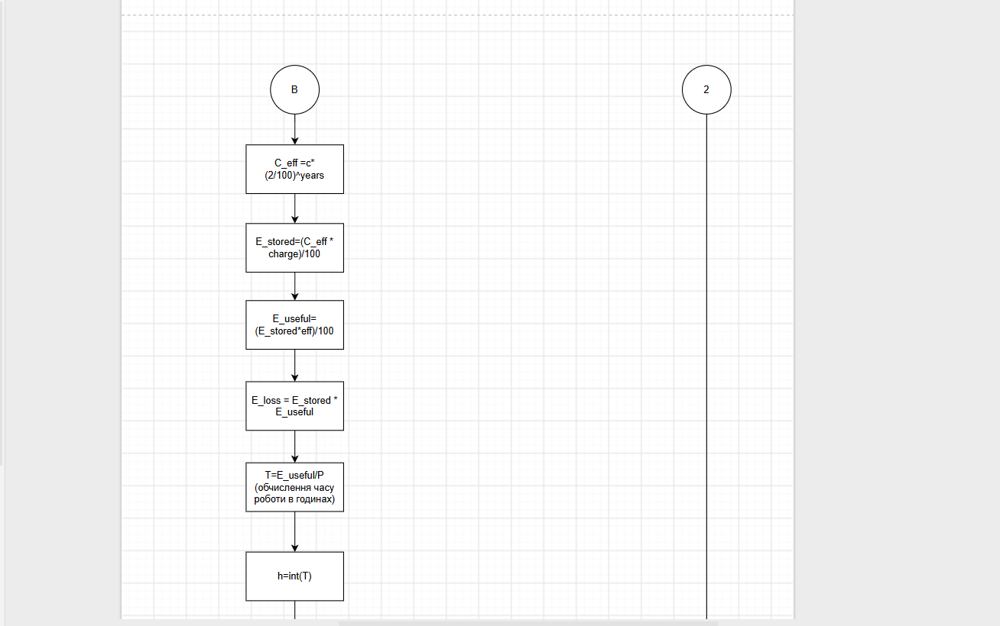 B
2
C_eff =c*
(2/100)^years
E_stored=(C_eff *
charge)/100
E_useful=
(E_stored*eff)/100
E_loss = E_stored *
E_useful
T=E_useful/P
(обчислення часу
роботи в годинах)
h=int(T)